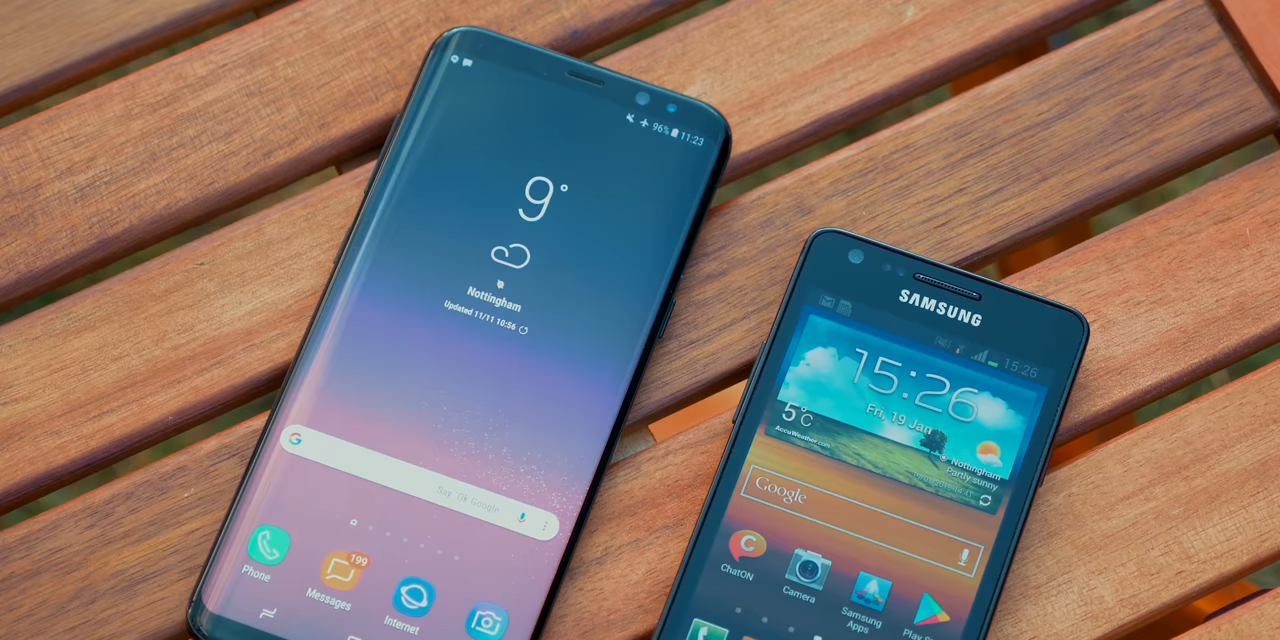 96% 11:23
9°
Nottingham
Updated 11/11 10:56
G
Say "Ok Google"
Phone
199
Messages
Internet
SAMSUNG
15:26
15:26
Fri, 19 Jan
5°C
AccuWeather.com
Nottingham
Partly sunny
Google
C
ChatON
Camera
Samsung
Apps
Play